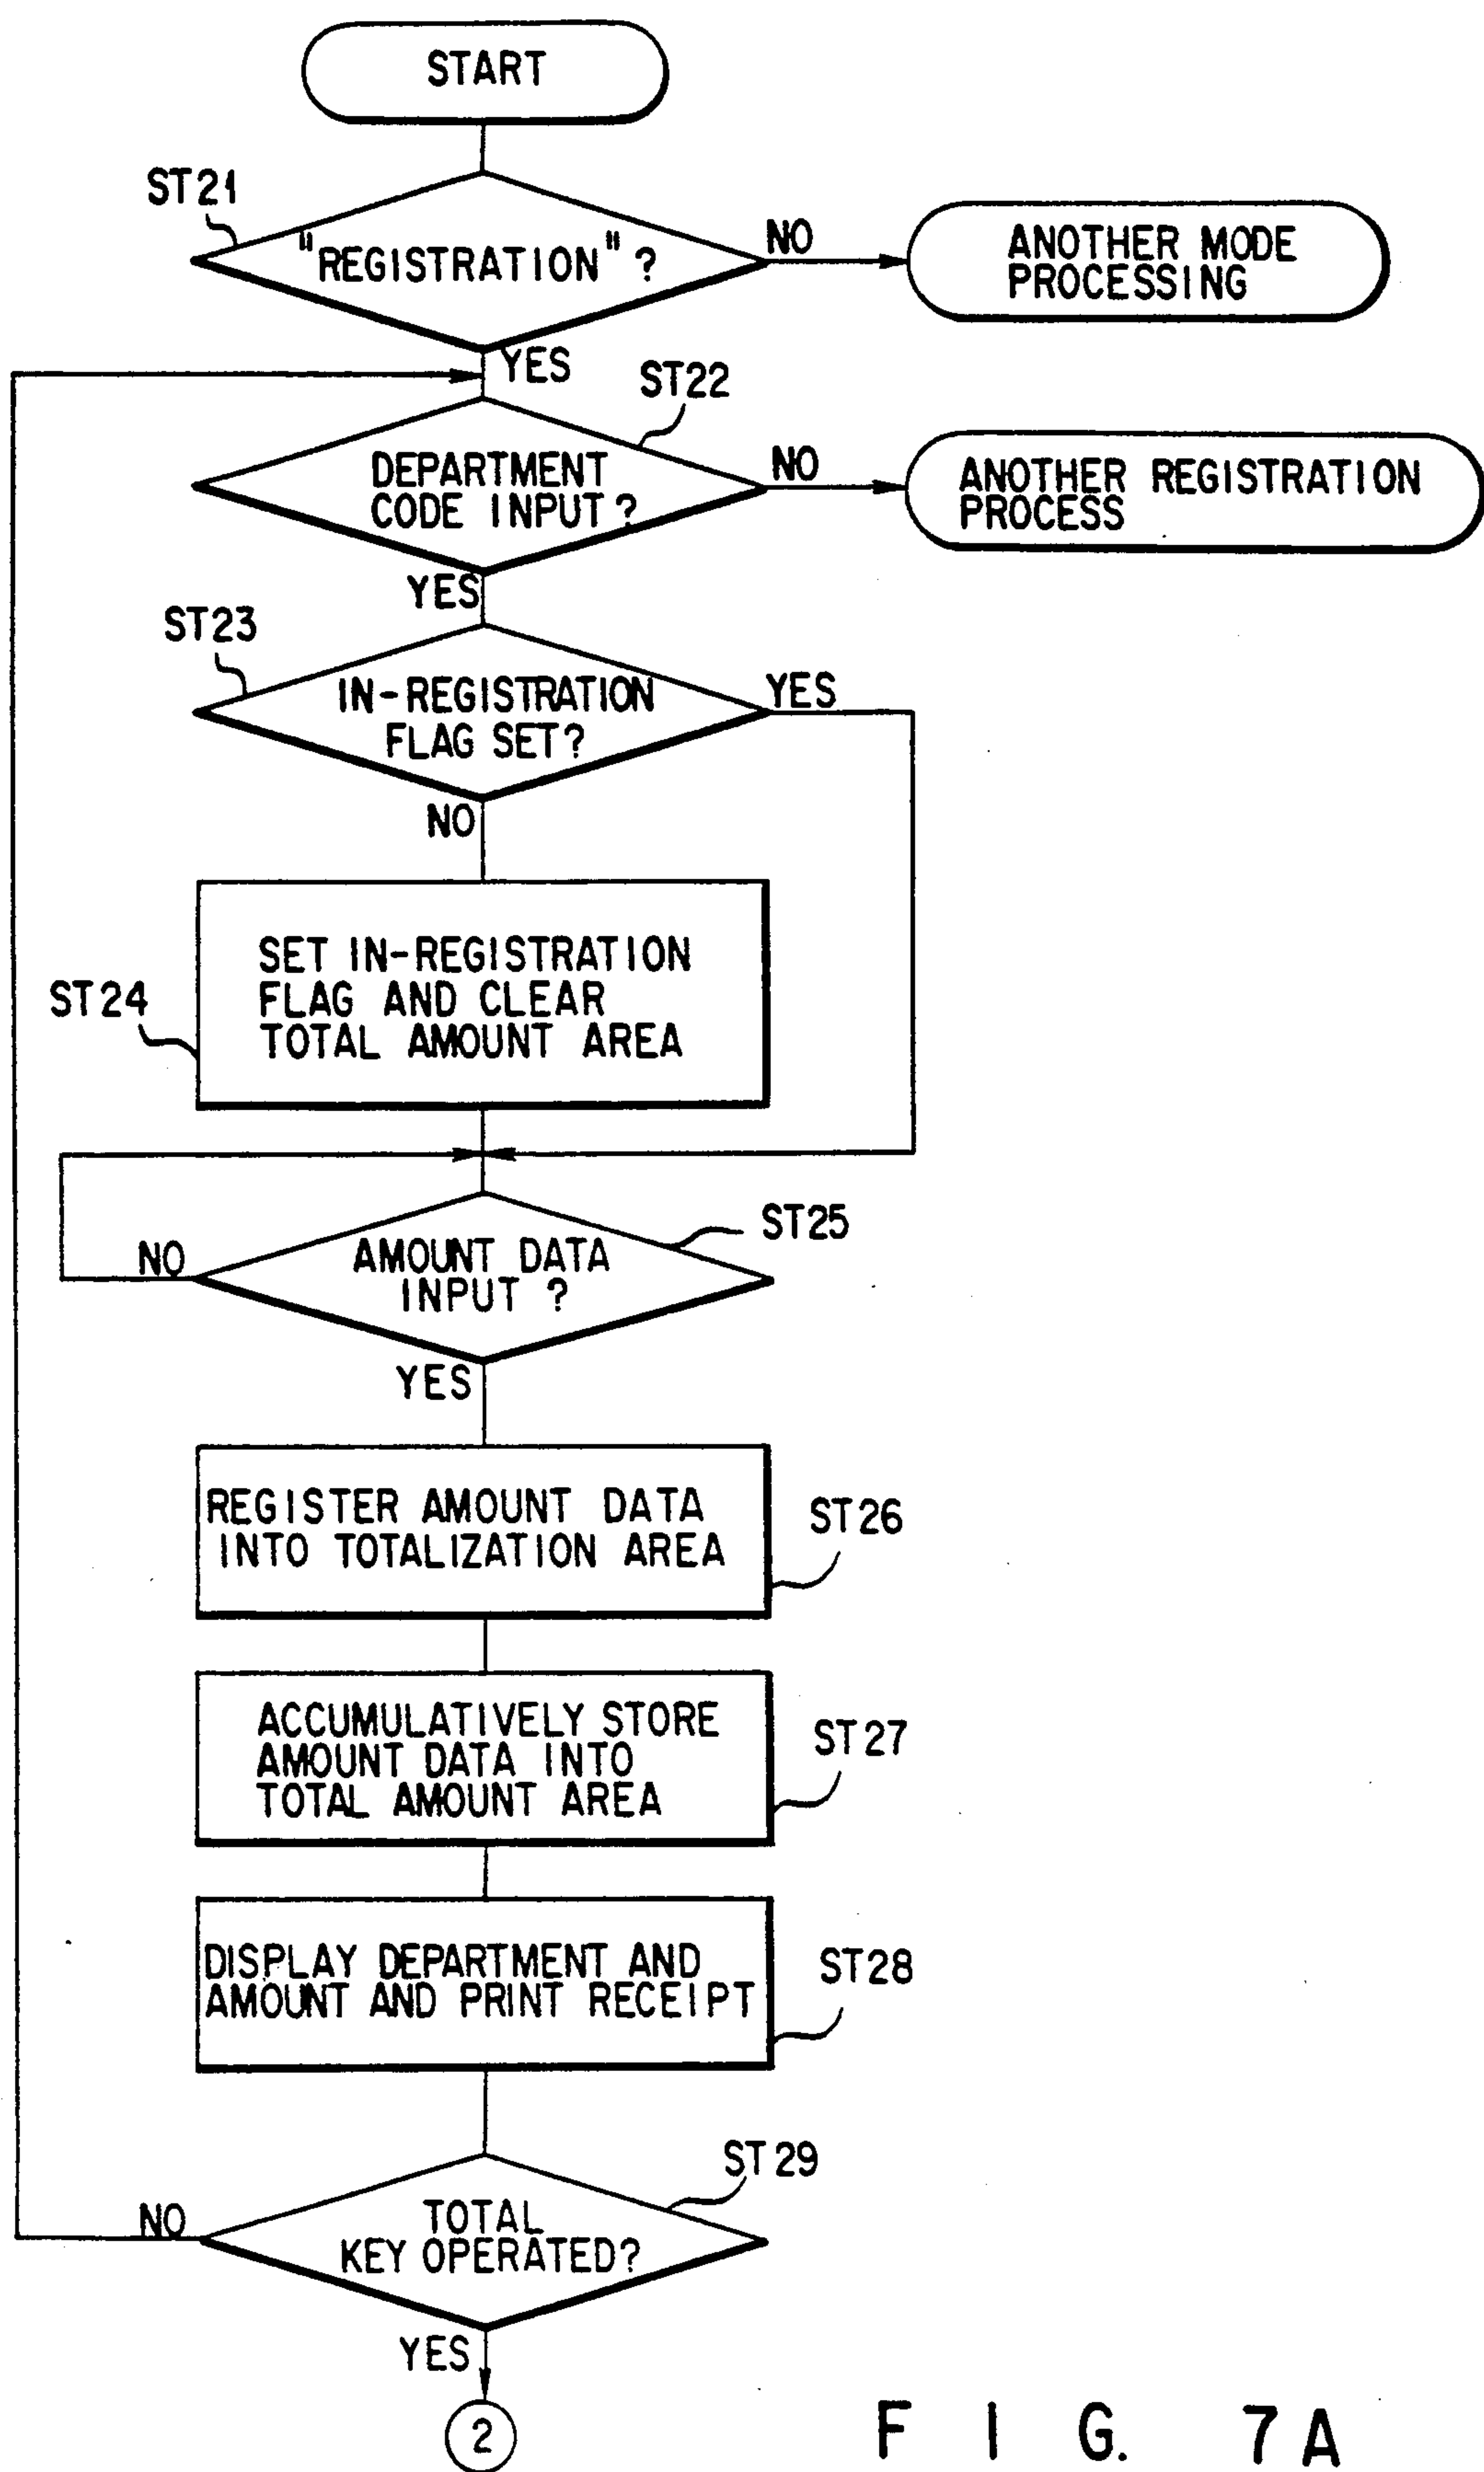 START
ST21
"REGISTRATION" ?
NO
ANOTHER MODE
PROCESSING
YES
ST22
DEPARTMENT
CODE INPUT?
NO
ANOTHER REGISTRATION
PROCESS
YES
ST23
IN-REGISTRATION
FLAG SET?
YES
NO
ST24
SET IN-REGISTRATION
FLAG AND CLEAR
TOTAL AMOUNT AREA
ST25
AMOUNT DATA
INPUT ?
NO
YES
REGISTER AMOUNT DATA
INTO TOTALIZATION AREA
ST26
ACCUMULATIVELY STORE
AMOUNT DATA INTO
TOTAL AMOUNT AREA
ST27
DISPLAY DEPARTMENT AND
AMOUNT AND PRINT RECEIPT
ST28
ST29
TOTAL
KEY OPERATED?
NO
YES
2
FIG. 7A